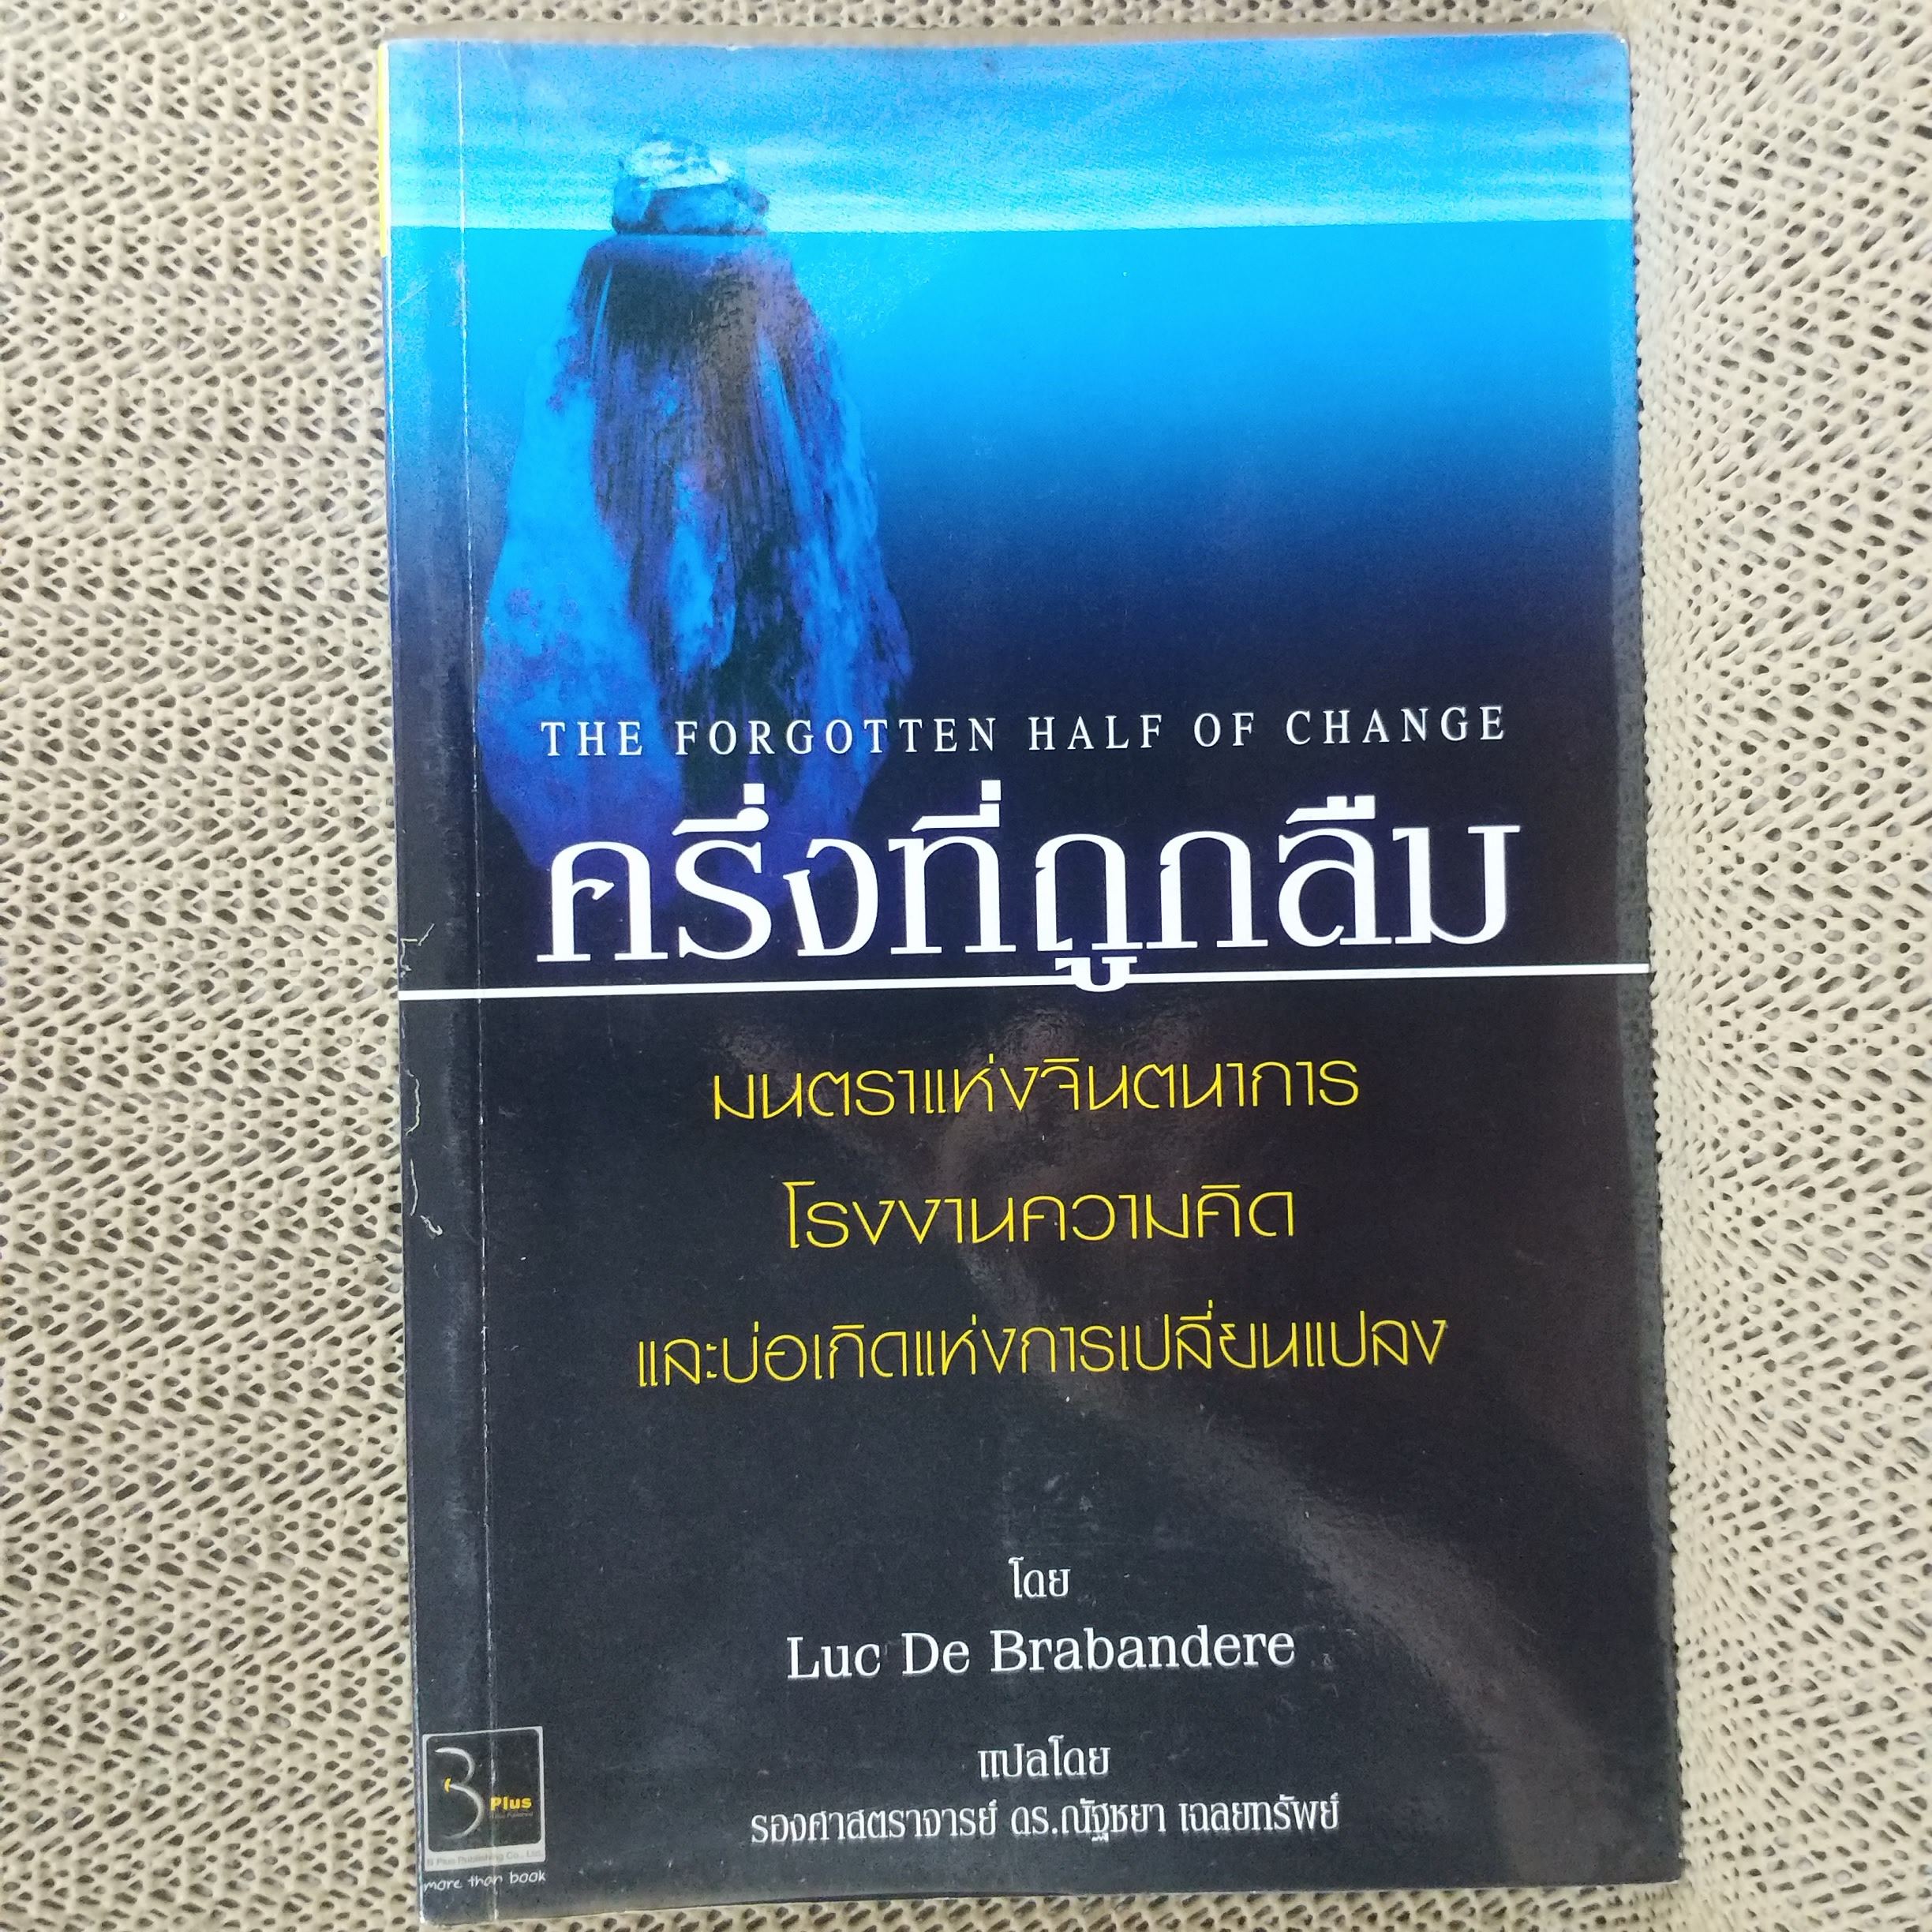 THE FORGOTTEN HALF OF CHANGE
ครึ่งที่ถูกลืม
มนตราแห่งจินตนาการ
โรงงานความคิด
และบ่อเกิดแห่งการเปลี่ยนแปลง
โดย
Luc De Brabandere
แปลโดย
รองศาสตราจารย์ ดร.ณัฐชยา เฉลยทรัพย์
B Plus
B Plus Publishing Co., Ltd.
more than book